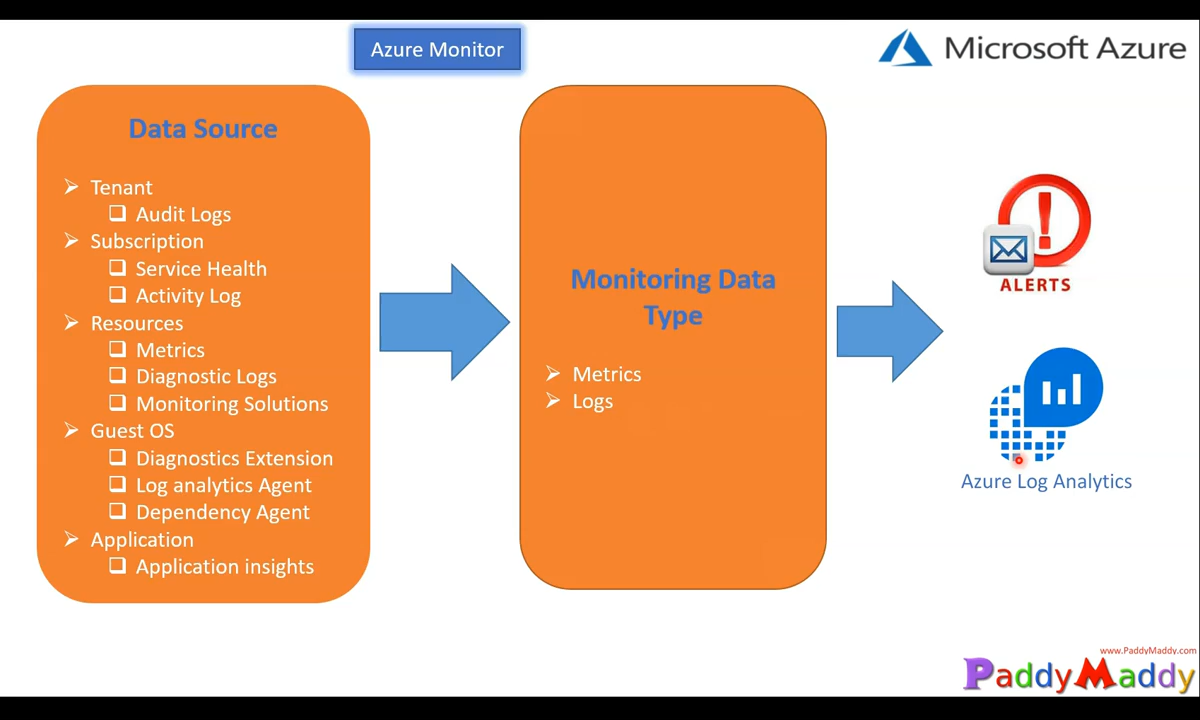 Azure Monitor
Microsoft Azure
Data Source
Tenant
Audit Logs
Subscription
Service Health
Activity Log
Resources
Metrics
Diagnostic Logs
Monitoring Solutions
Guest OS
Diagnostics Extension
Log analytics Agent
Dependency Agent
Application
Application insights
Monitoring Data
Type
Metrics
Logs
ALERTS
Azure Log Analytics
www.PaddyMaddy.com
PaddyMaddy